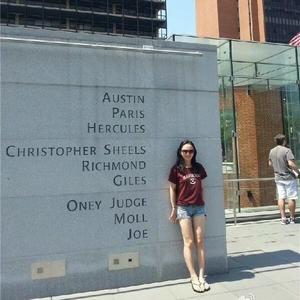 AUSTIN
PARIS
HERCULES
CHRISTOPHER SHEELS
RICHMOND
GILES
ONEY JUDGE
MOLL
JOE